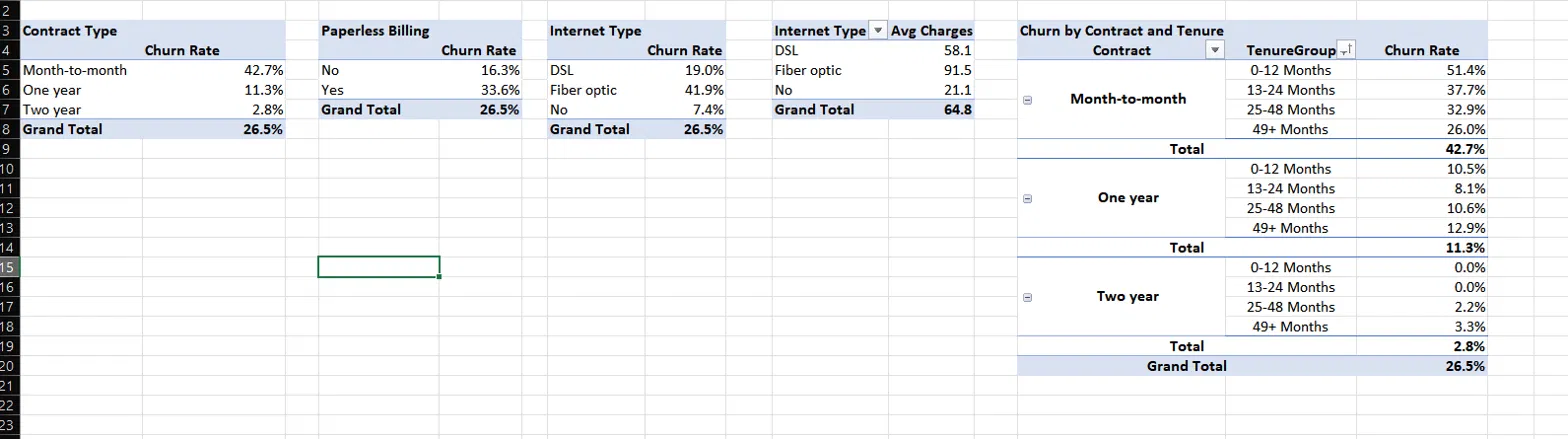 2
3 Contract Type Paperless Billing Internet Type Internet Type Avg Charges Churn by Contract and Tenure
4 Churn Rate Churn Rate Churn Rate DSL 58.1 Contract TenureGroup Churn Rate
5 Month-to-month 42.7% No 16.3% DSL 19.0% Fiber optic 91.5 0-12 Months 51.4%
6 One year 11.3% Yes 33.6% Fiber optic 41.9% No 21.1 Month-to-month 13-24 Months 37.7%
7 Two year 2.8% Grand Total 26.5% No 7.4% Grand Total 64.8 25-48 Months 32.9%
8 Grand Total 26.5% Grand Total 26.5% 49+ Months 26.0%
9 Total 42.7%
10 0-12 Months 10.5%
11 One year 13-24 Months 8.1%
12 25-48 Months 10.6%
13 49+ Months 12.9%
14 Total 11.3%
15 0-12 Months 0.0%
16 Two year 13-24 Months 0.0%
17 25-48 Months 2.2%
18 49+ Months 3.3%
19 Total 2.8%
20 Grand Total 26.5%
21
22
23